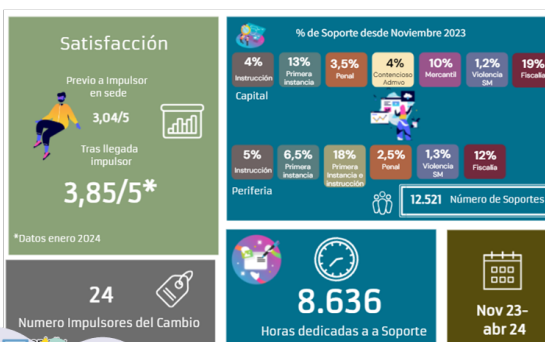 Satisfacción
Previo a Impulsor
en sede
3,04/5
Tras llegada
impulsor
3,85/5*
*Datos enero 2024
% de Soporte desde Noviembre 2023
4% 13% 3,5% 4% 10% 1,2% 19%
Instrucción Primera instancia Penal Contencioso Admvo Mercantil Violencia SM Fiscalía
Capital
5% 6,5% 18% 2,5% 1,3% 12%
Instrucción Primera instancia Primera Instancia e Instrucción Penal Violencia SM Fiscalía
Periferia
12.521 Número de Soportes
24
Numero Impulsores del Cambio
8.636
Horas dedicadas a a Soporte
Nov 23-
abr 24